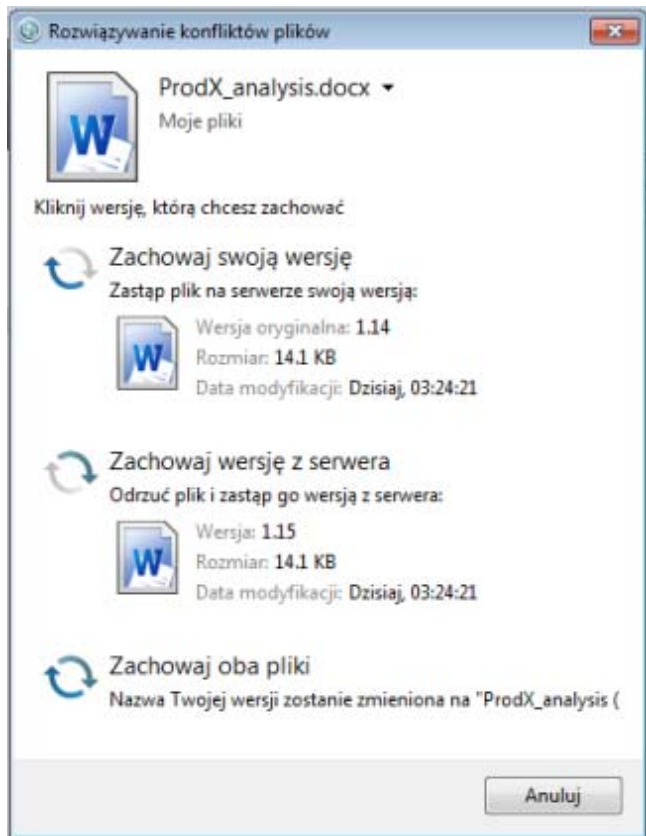 Rozwiązywanie konfliktów plików
ProdX_analysis.docx
Moje pliki
W
Kliknij wersję, którą chcesz zachować
Zachowaj swoją wersję
Zastąp plik na serwerze swoją wersją:
W
Wersja oryginalna: 1.14
Rozmiar: 14.1 KB
Data modyfikacji: Dzisiaj, 03:24:21
Zachowaj wersję z serwera
Odrzuć plik i zastąp go wersją z serwera:
W
Wersja: 1.15
Rozmiar: 14.1 KB
Data modyfikacji: Dzisiaj, 03:24:21
Zachowaj oba pliki
Nazwa Twojej wersji zostanie zmieniona na "ProdX_analysis (
Anuluj